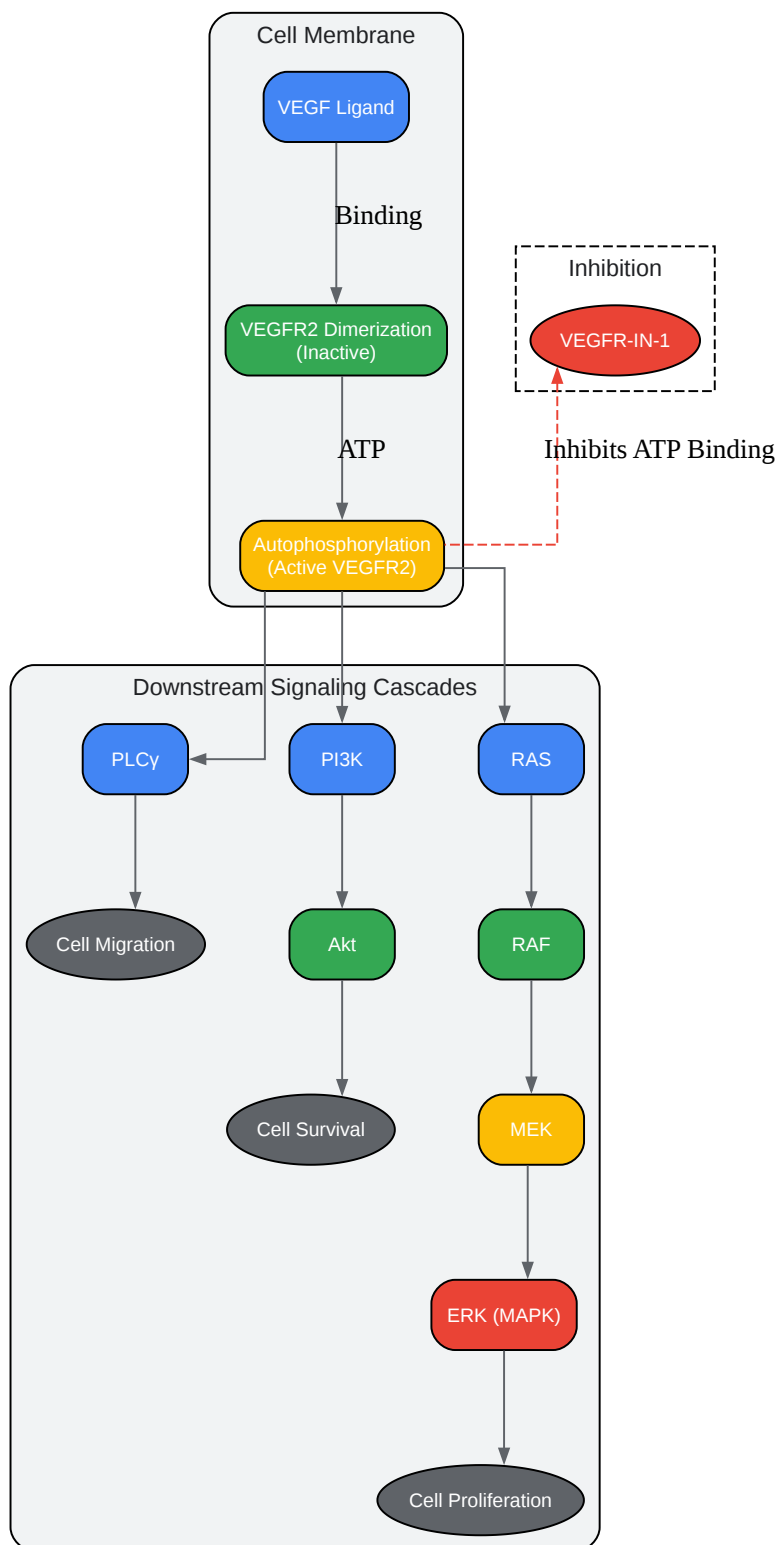 Cell Membrane
VEGF Ligand
Binding
Inhibition
VEGFR2 Dimerization
(Inactive)
VEGFR-IN-1
ATP
Inhibits ATP Binding
Autophosphorylation
(Active VEGFR2)
Downstream Signaling Cascades
PLCγ
PI3K
RAS
Cell Migration
Akt
RAF
Cell Survival
MEK
ERK (MAPK)
Cell Proliferation